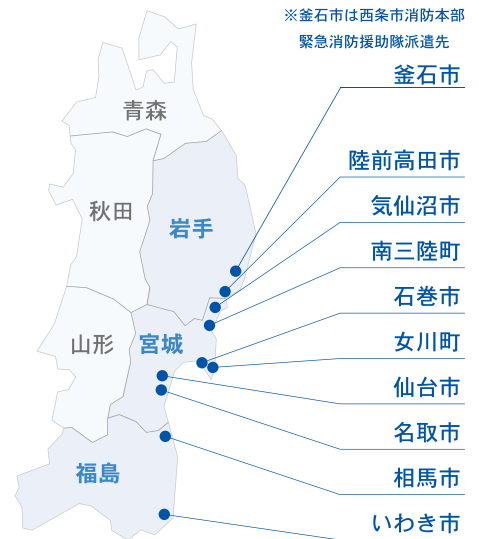 ※釜石市は西条市消防本部
緊急消防援助隊派遣先
釜石市
青森
陸前高田市
秋田
気仙沼市
岩手
南三陸町
石巻市
山形
宮城
女川町
仙台市
名取市
福島
相馬市
いわき市